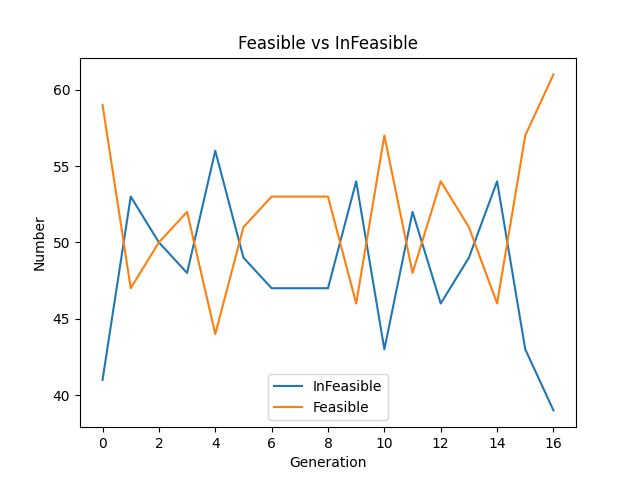 Feasible vs InFeasible
60
55
50
45
40
Number
InFeasible
Feasible
0 2 4 6 8 10 12 14 16
Generation